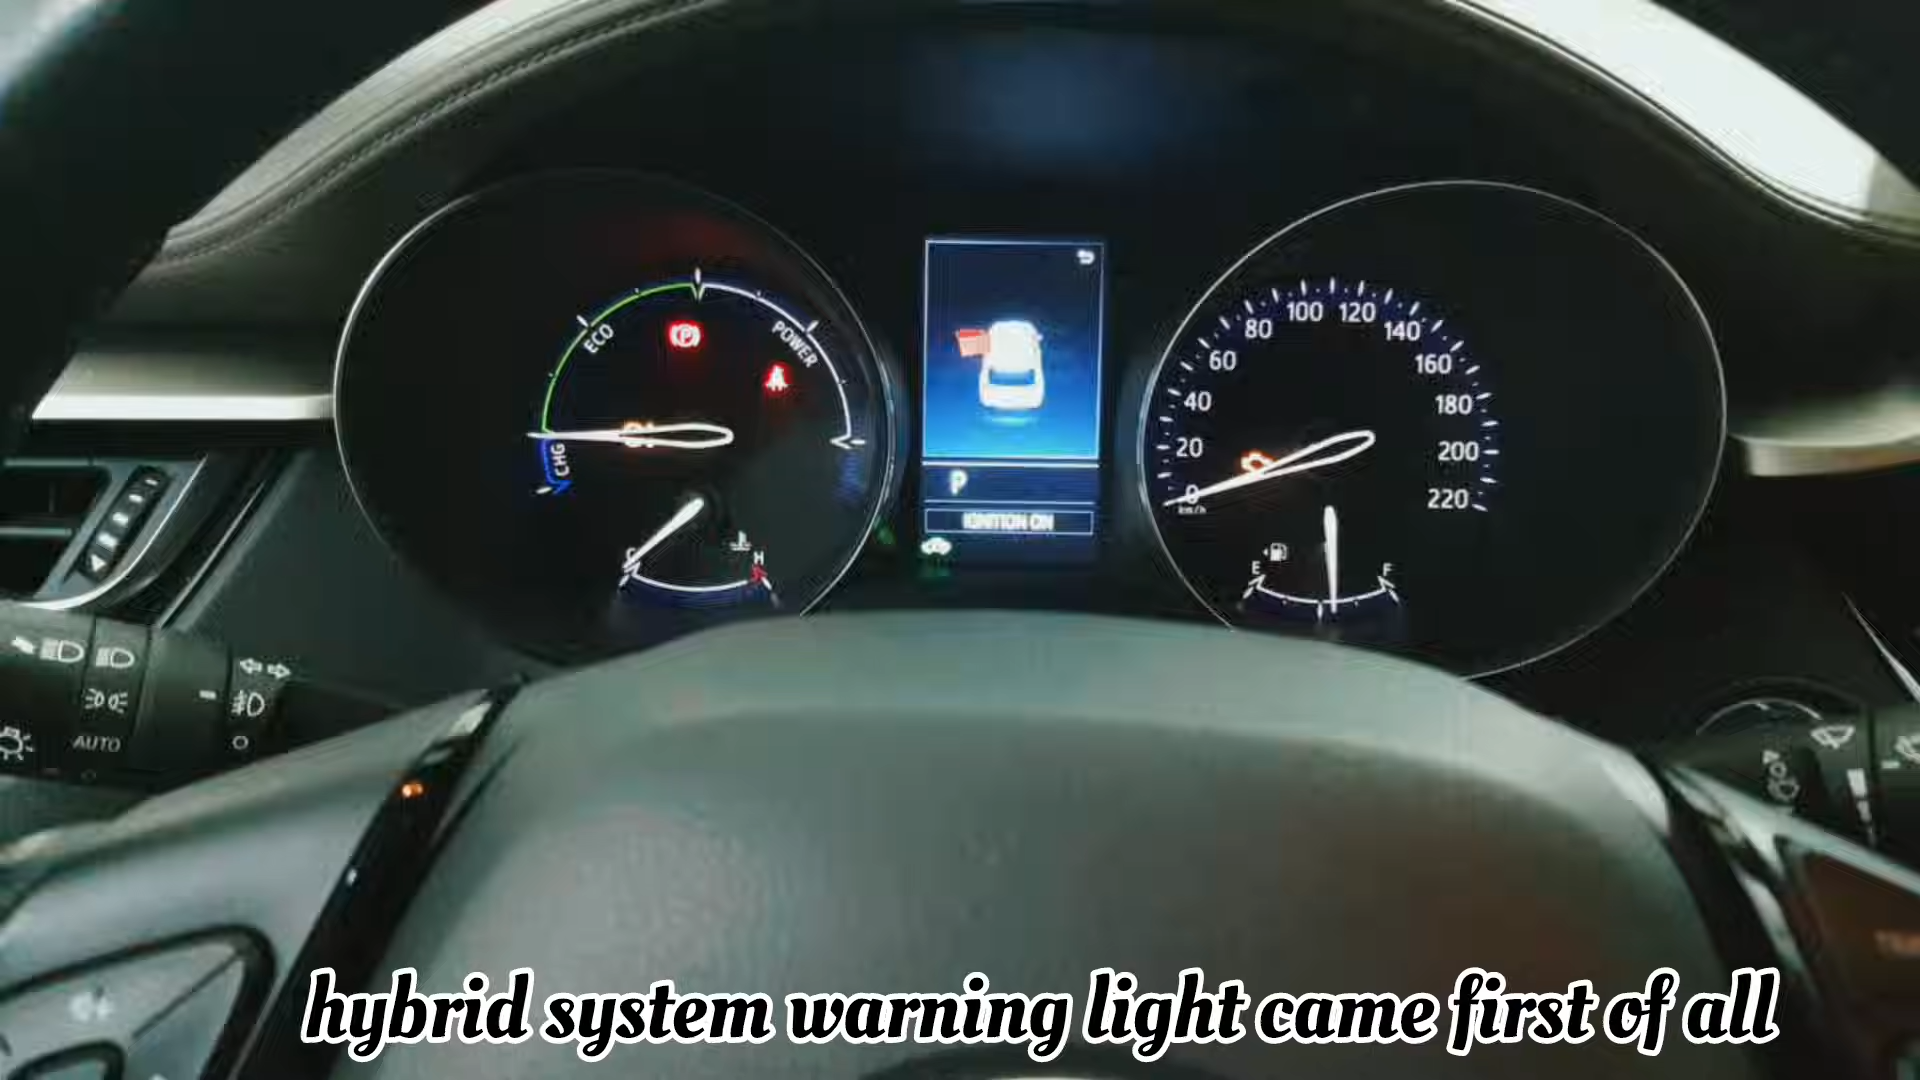 ECO
POWER
CHG
C
H
P
IGNITION ON
0
20
40
60
80
100
120
140
160
180
200
220
km/h
E
F
AUTO
hybrid system warning light came first of all